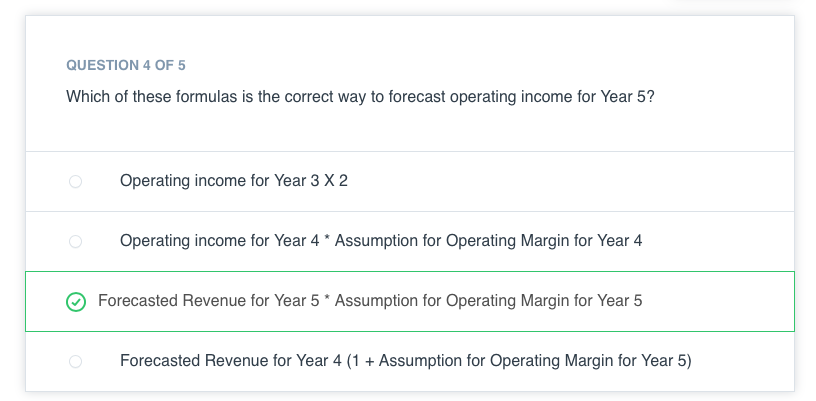 QUESTION 4 OF 5
Which of these formulas is the correct way to forecast operating income for Year 5?
Operating income for Year 3 X 2
Operating income for Year 4 * Assumption for Operating Margin for Year 4
Forecasted Revenue for Year 5 * Assumption for Operating Margin for Year 5
Forecasted Revenue for Year 4 (1 + Assumption for Operating Margin for Year 5)